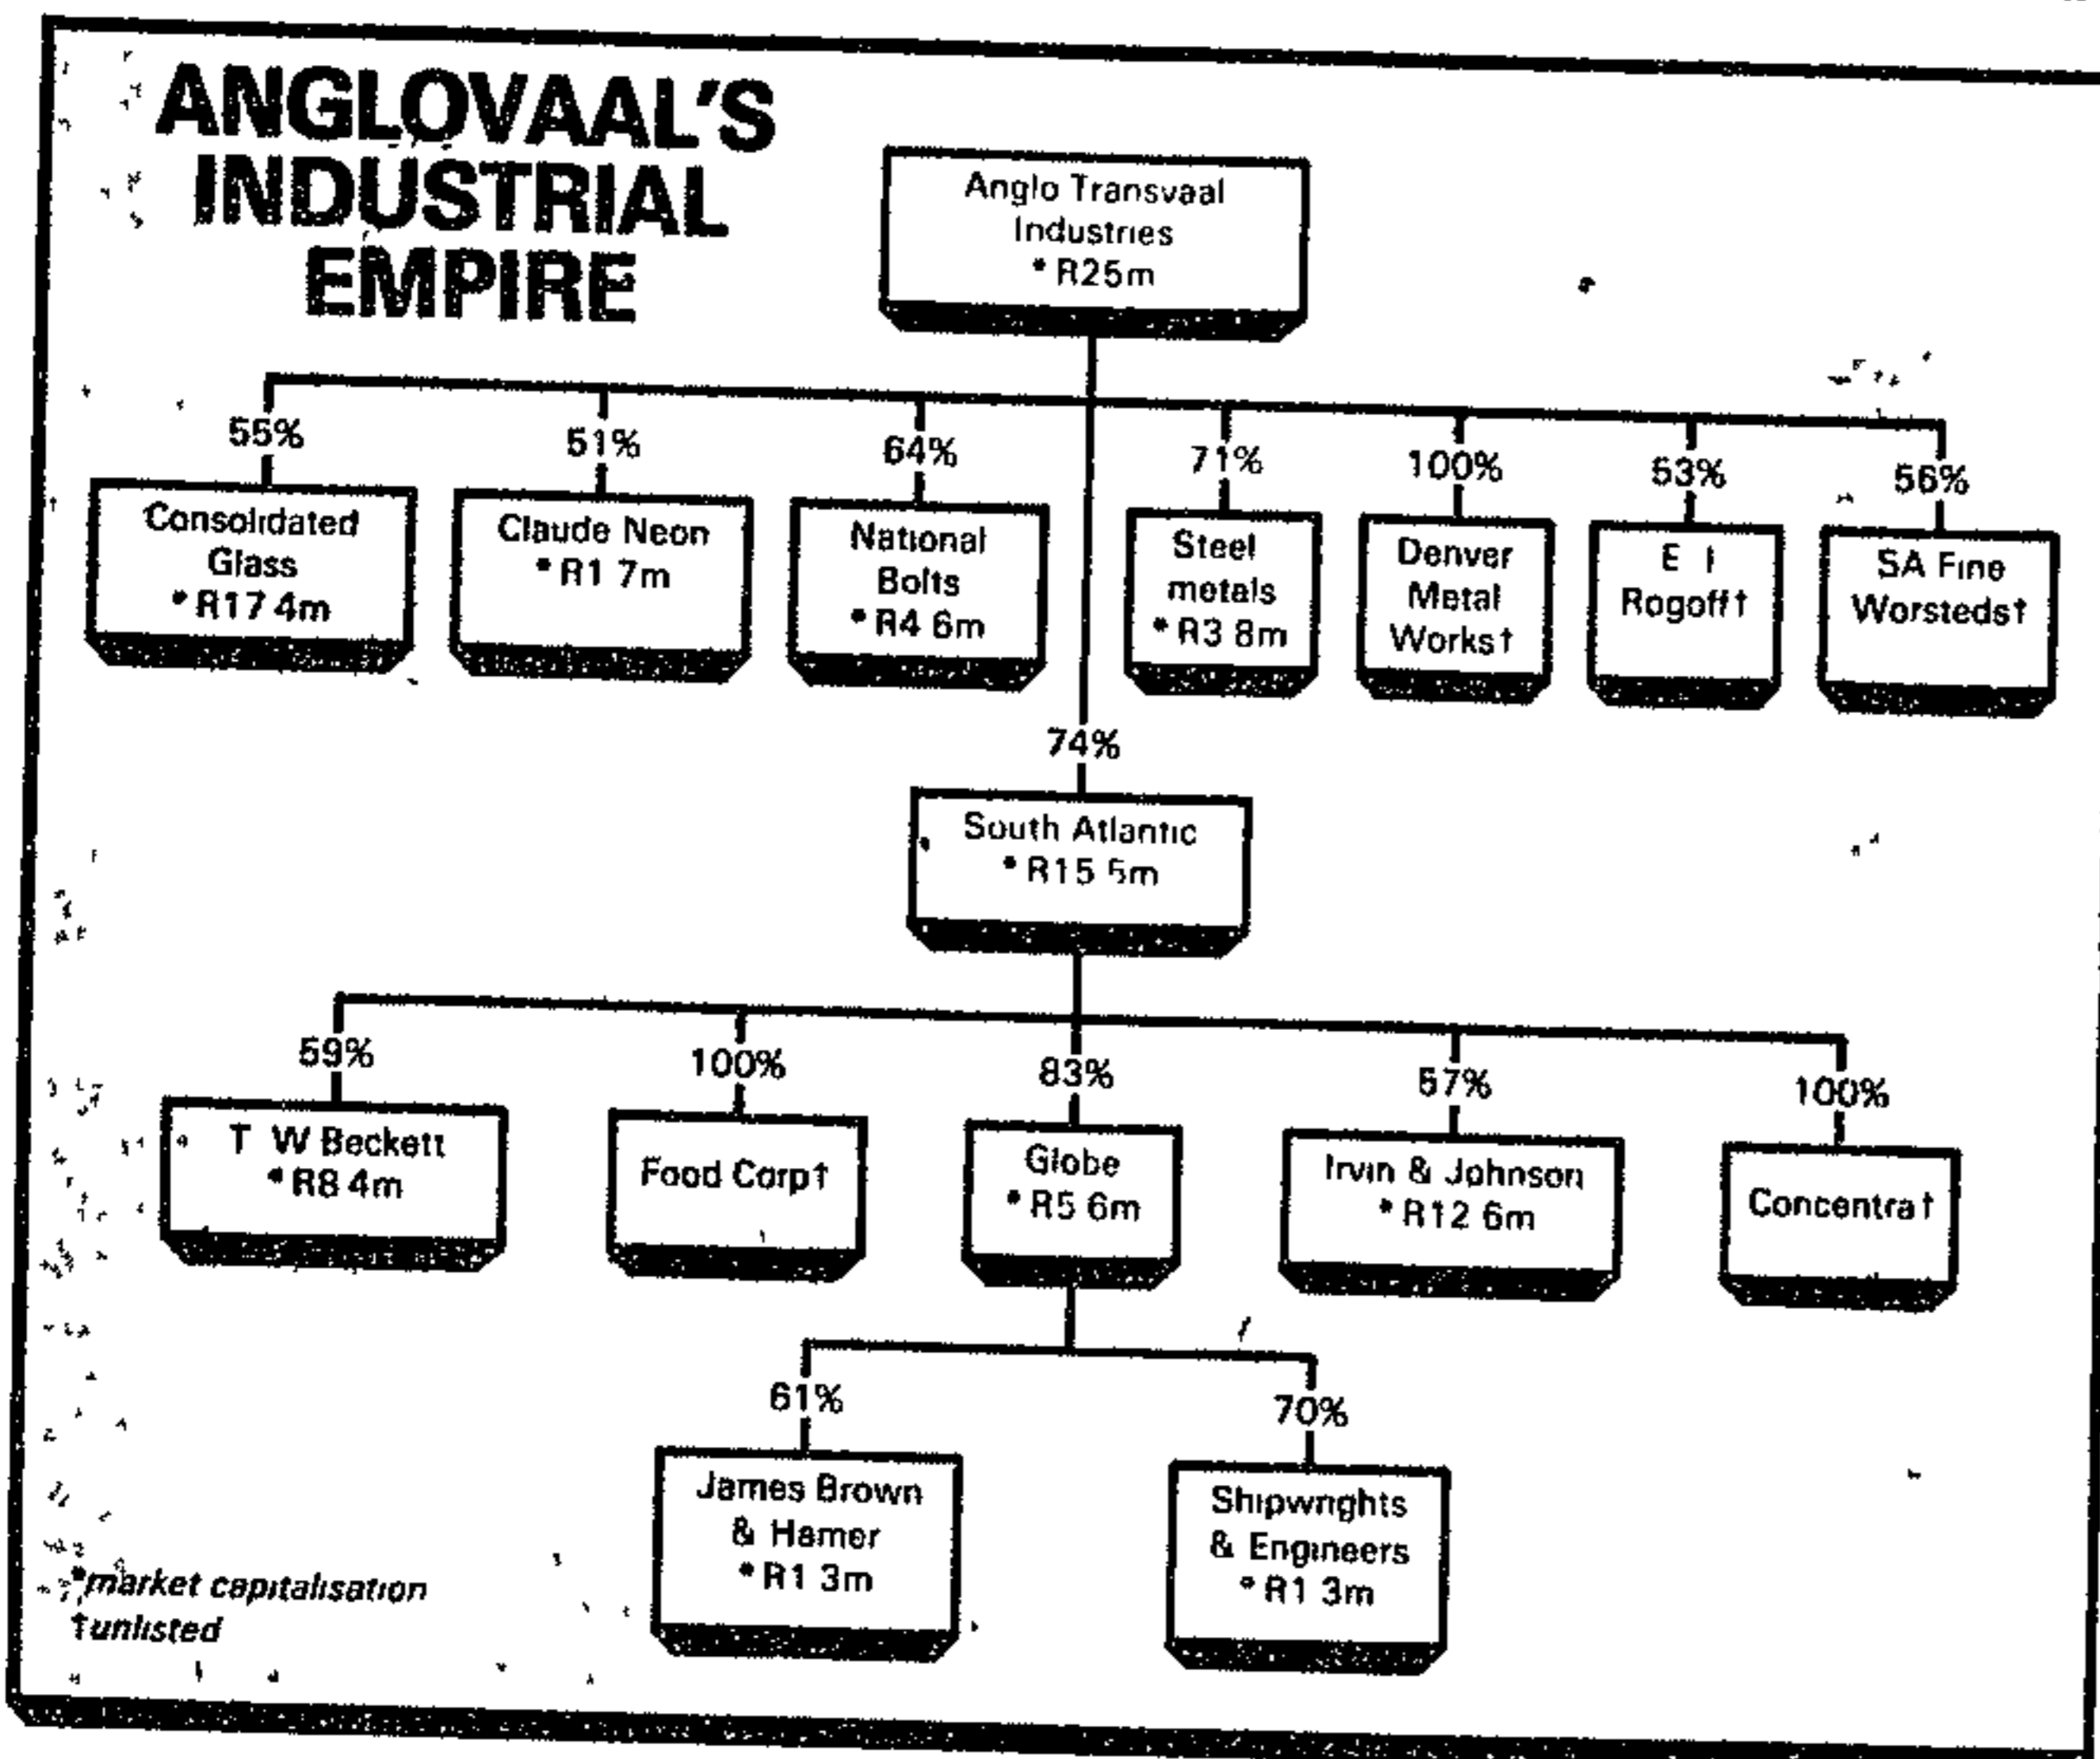 ANGLOVAAL'S
INDUSTRIAL
EMPIRE
Anglo Transvaal
Industries
* R25m
55%
51%
64%
71%
100%
53%
56%
Consolidated
Glass
* R17 4m
Claude Neon
* R1 7m
National
Bolts
* R4 6m
Steel
metals
* R3 8m
Denver
Metal
Works†
E I
Rogoff†
SA Fine
Worsteds†
74%
South Atlantic
* R15 5m
59%
100%
83%
57%
100%
T W Beckett
* R8 4m
Food Corp†
Globe
* R5 6m
Irvin & Johnson
* R12 6m
Concentra†
61%
70%
James Brown
& Hamer
* R1 3m
Shipwrights
& Engineers
* R1 3m
*market capitalisation
†unlisted